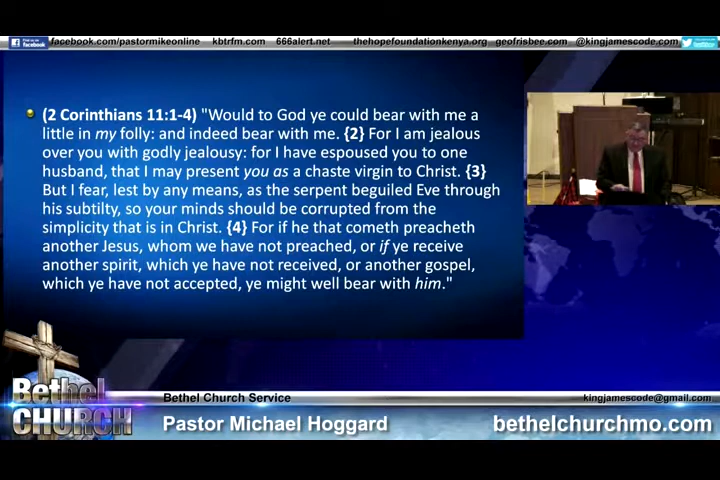 Find us on facebook
facebook.com/pastormikeonline kbtrfm.com 666alert.net thehopefoundationkenya.org geofrisbee.com @kingjamescode.com twitter
(2 Corinthians 11:1-4) "Would to God ye could bear with me a
little in my folly: and indeed bear with me. {2} For I am jealous
over you with godly jealousy: for I have espoused you to one
husband, that I may present you as a chaste virgin to Christ. {3}
But I fear, lest by any means, as the serpent beguiled Eve through
his subtilty, so your minds should be corrupted from the
simplicity that is in Christ. {4} For if he that cometh preacheth
another Jesus, whom we have not preached, or if ye receive
another spirit, which ye have not received, or another gospel,
which ye have not accepted, ye might well bear with him."
Bethel
CHURCH
Bethel Church Service kingjamescode@gmail.com
Pastor Michael Hoggard bethelchurchmo.com